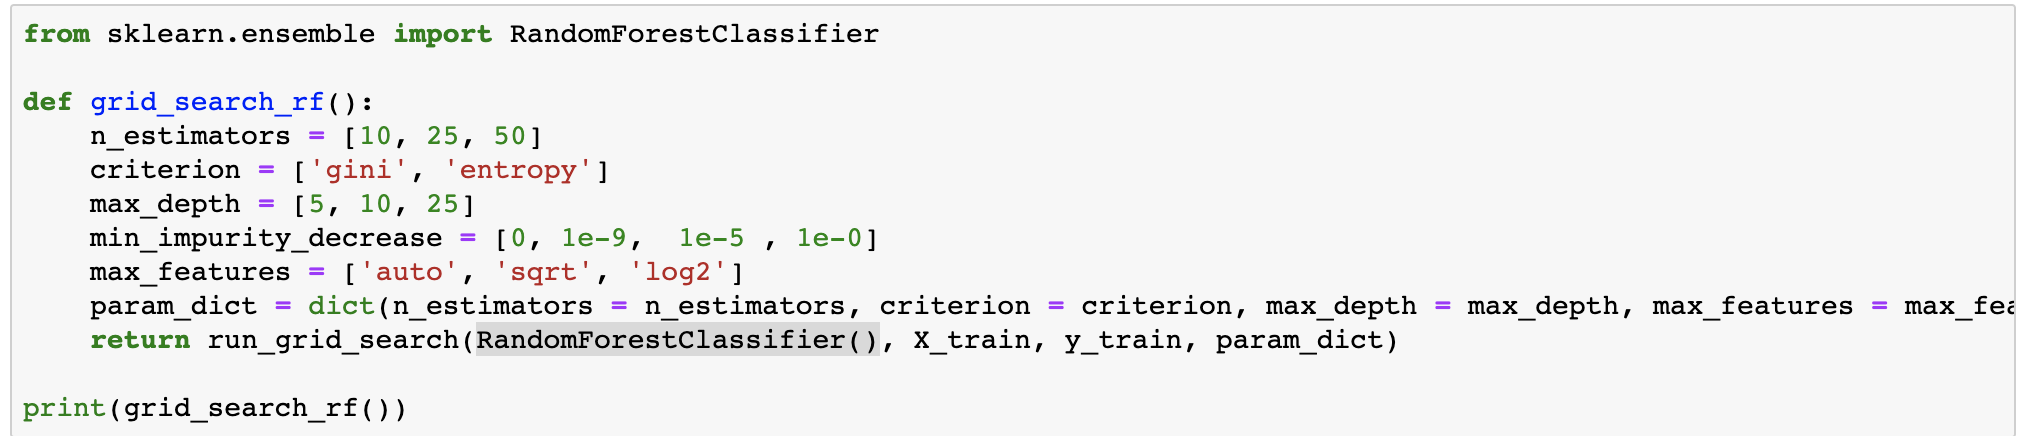 from sklearn.ensemble import RandomForestClassifier
def grid_search_rf():
    n_estimators = [10, 25, 50]
    criterion = ['gini', 'entropy']
    max_depth = [5, 10, 25]
    min_impurity_decrease = [0, 1e-9,  1e-5 , 1e-0]
    max_features = ['auto', 'sqrt', 'log2']
    param_dict = dict(n_estimators = n_estimators, criterion = criterion, max_depth = max_depth, max_features = max_fea
    return run_grid_search(RandomForestClassifier(), X_train, y_train, param_dict)
print(grid_search_rf())